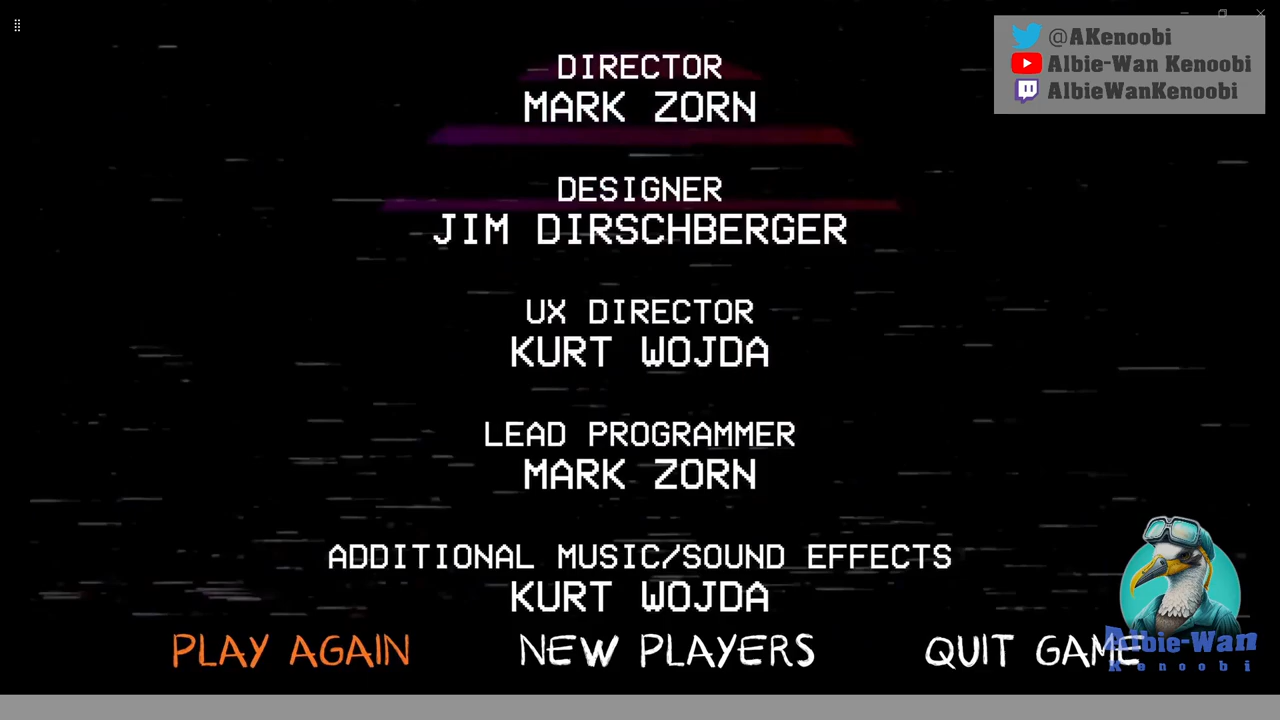 @AKenoobi
Albie-Wan Kenoobi
AlbieWanKenoobi
DIRECTOR
MARK ZORN
DESIGNER
JIM DIRSCHBERGER
UX DIRECTOR
KURT WOJDA
LEAD PROGRAMMER
MARK ZORN
ADDITIONAL MUSIC/SOUND EFFECTS
KURT WOJDA
PLAY AGAIN
NEW PLAYERS
QUIT GAME
Albie-Wan
Kenoobi